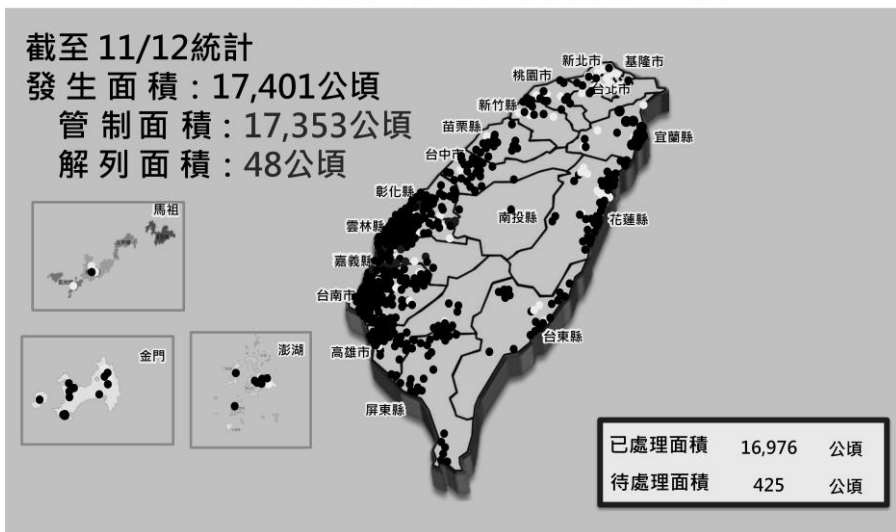 截至 11/12統計
發生面積：17,401公頃
管制面積：17,353公頃
解列面積：48公頃
新北市
基隆市
桃園市
台北市
新竹縣
苗栗縣
宜蘭縣
台中市
彰化縣
南投縣
花蓮縣
雲林縣
嘉義縣
台南市
台東縣
高雄市
屏東縣
馬祖
金門
澎湖
已處理面積 16,976 公頃
待處理面積 425 公頃